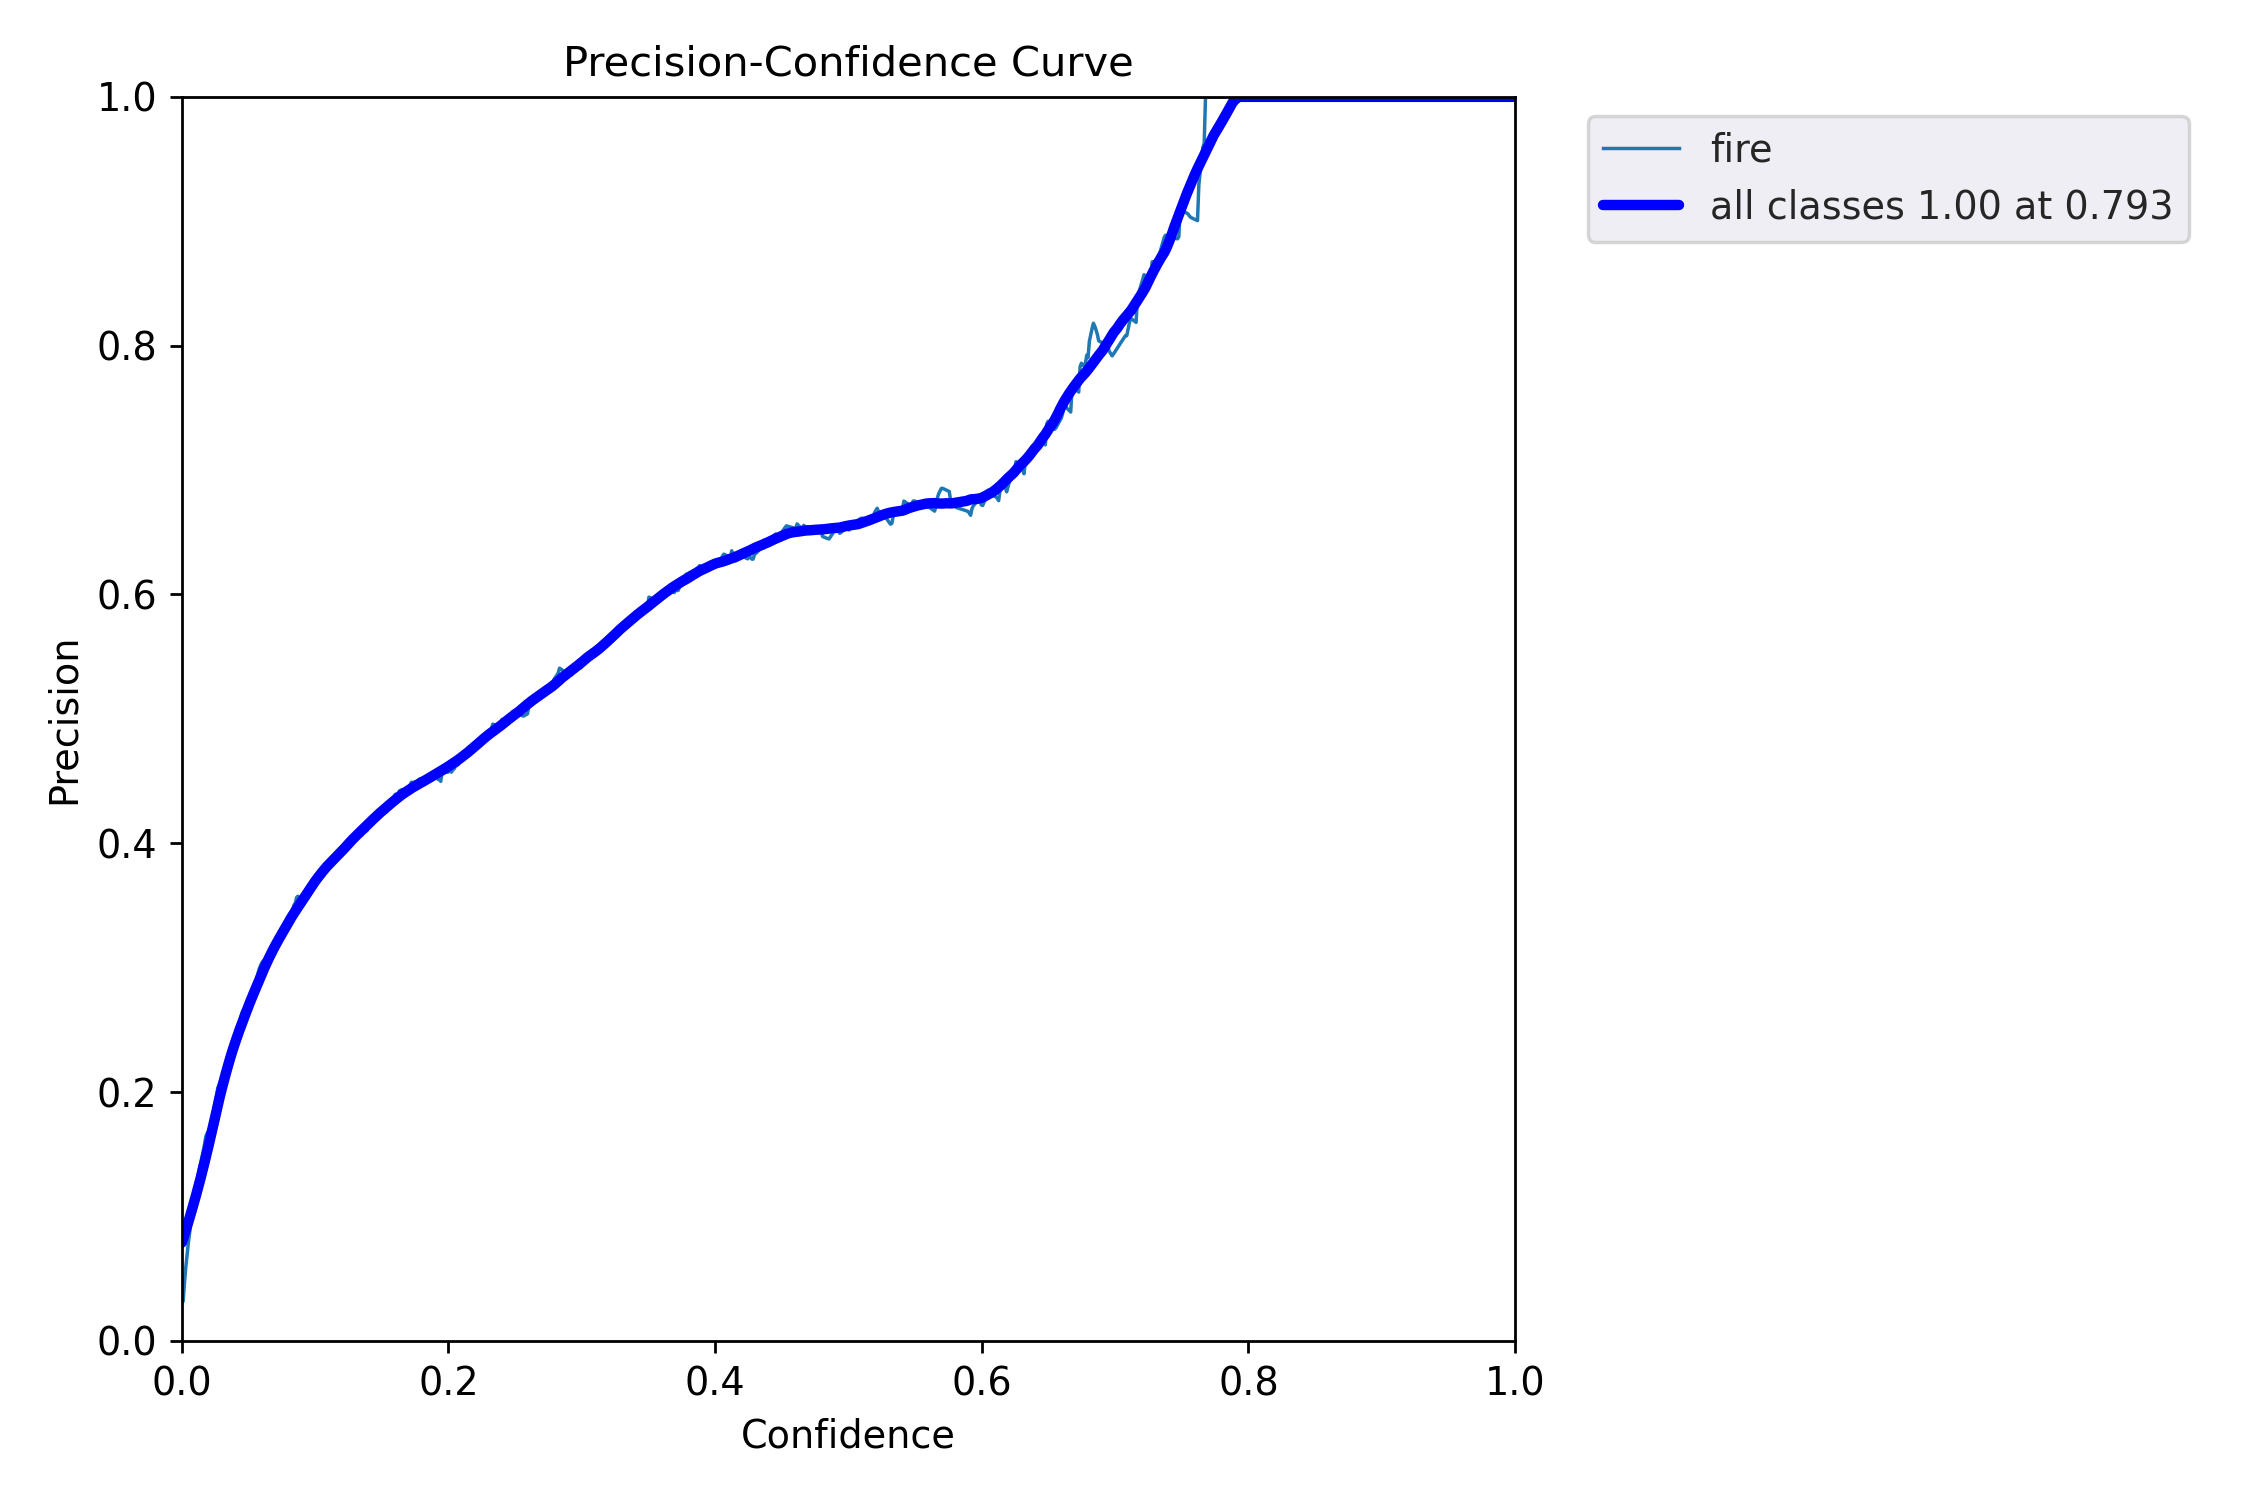 Precision-Confidence Curve
1.0
0.8
0.6
0.4
0.2
0.0
Precision
0.0 0.2 0.4 0.6 0.8 1.0
Confidence
fire
all classes 1.00 at 0.793